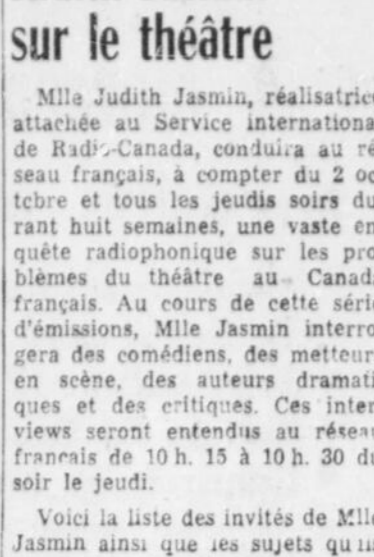 sur le théâtre
Mlle Judith Jasmin, réalisatric
attachée au Service internationa
de Radio-Canada, conduira au ré
seau français, à compter du 2 oc
tobre et tous les jeudis soirs du
rant huit semaines, une vaste en
quête radiophonique sur les pro
blèmes du théâtre au Canada
français. Au cours de cette série
d'émissions, Mlle Jasmin interro
gera des comédiens, des metteur
en scène, des auteurs dramati
ques et des critiques. Ces inter
views seront entendus au réseau
français de 10 h. 15 à 10 h. 30 du
soir le jeudi.
Voici la liste des invités de Mlle
Jasmin ainsi que les sujets qu'il